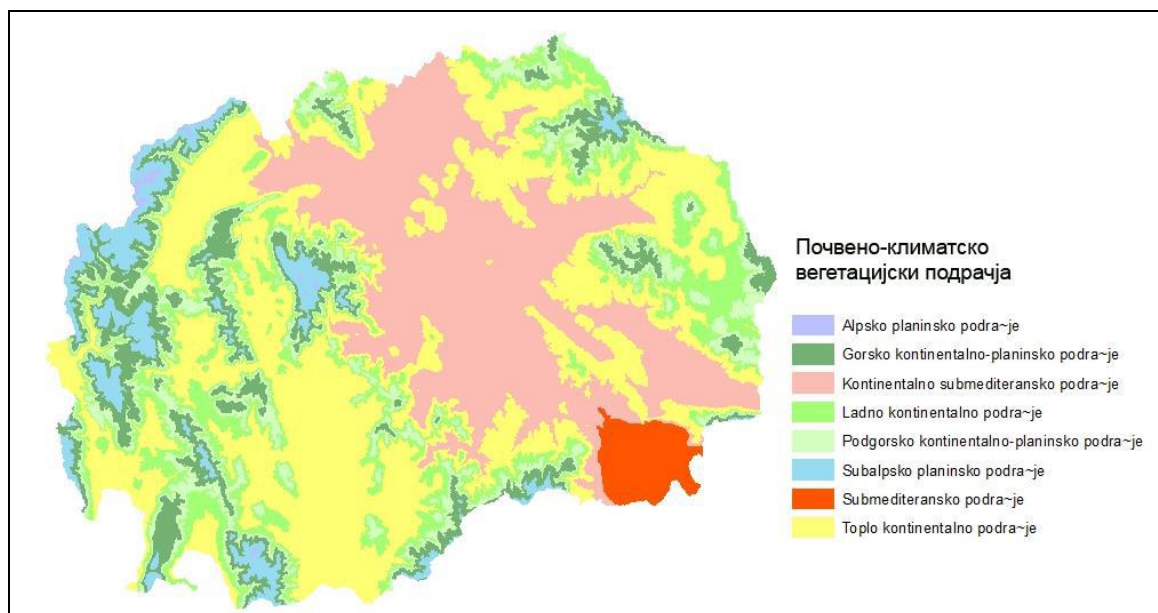 Почвено-климатско
вегетацијски подрачја
Alpsko planinsko podra~je
Gorsko kontinentalno-planinsko podra~je
Kontinentalno submediteransko podra~je
Ladno kontinentalno podra~je
Podgorsko kontinentalno-planinsko podra~je
Subalpsko planinsko podra~je
Submediteransko podra~je
Toplo kontinentalno podra~je